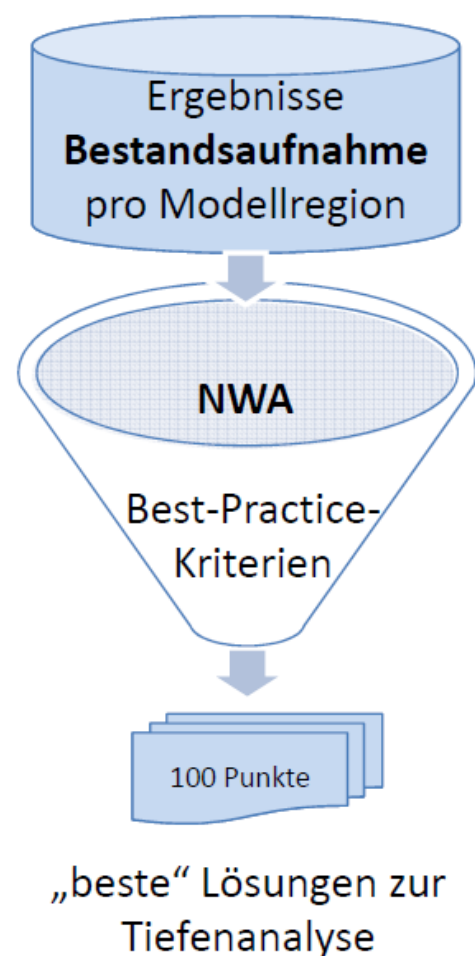 Ergebnisse
Bestandsaufnahme
pro Modellregion
NWA
Best-Practice-
Kriterien
100 Punkte
„beste“ Lösungen zur
Tiefenanalyse